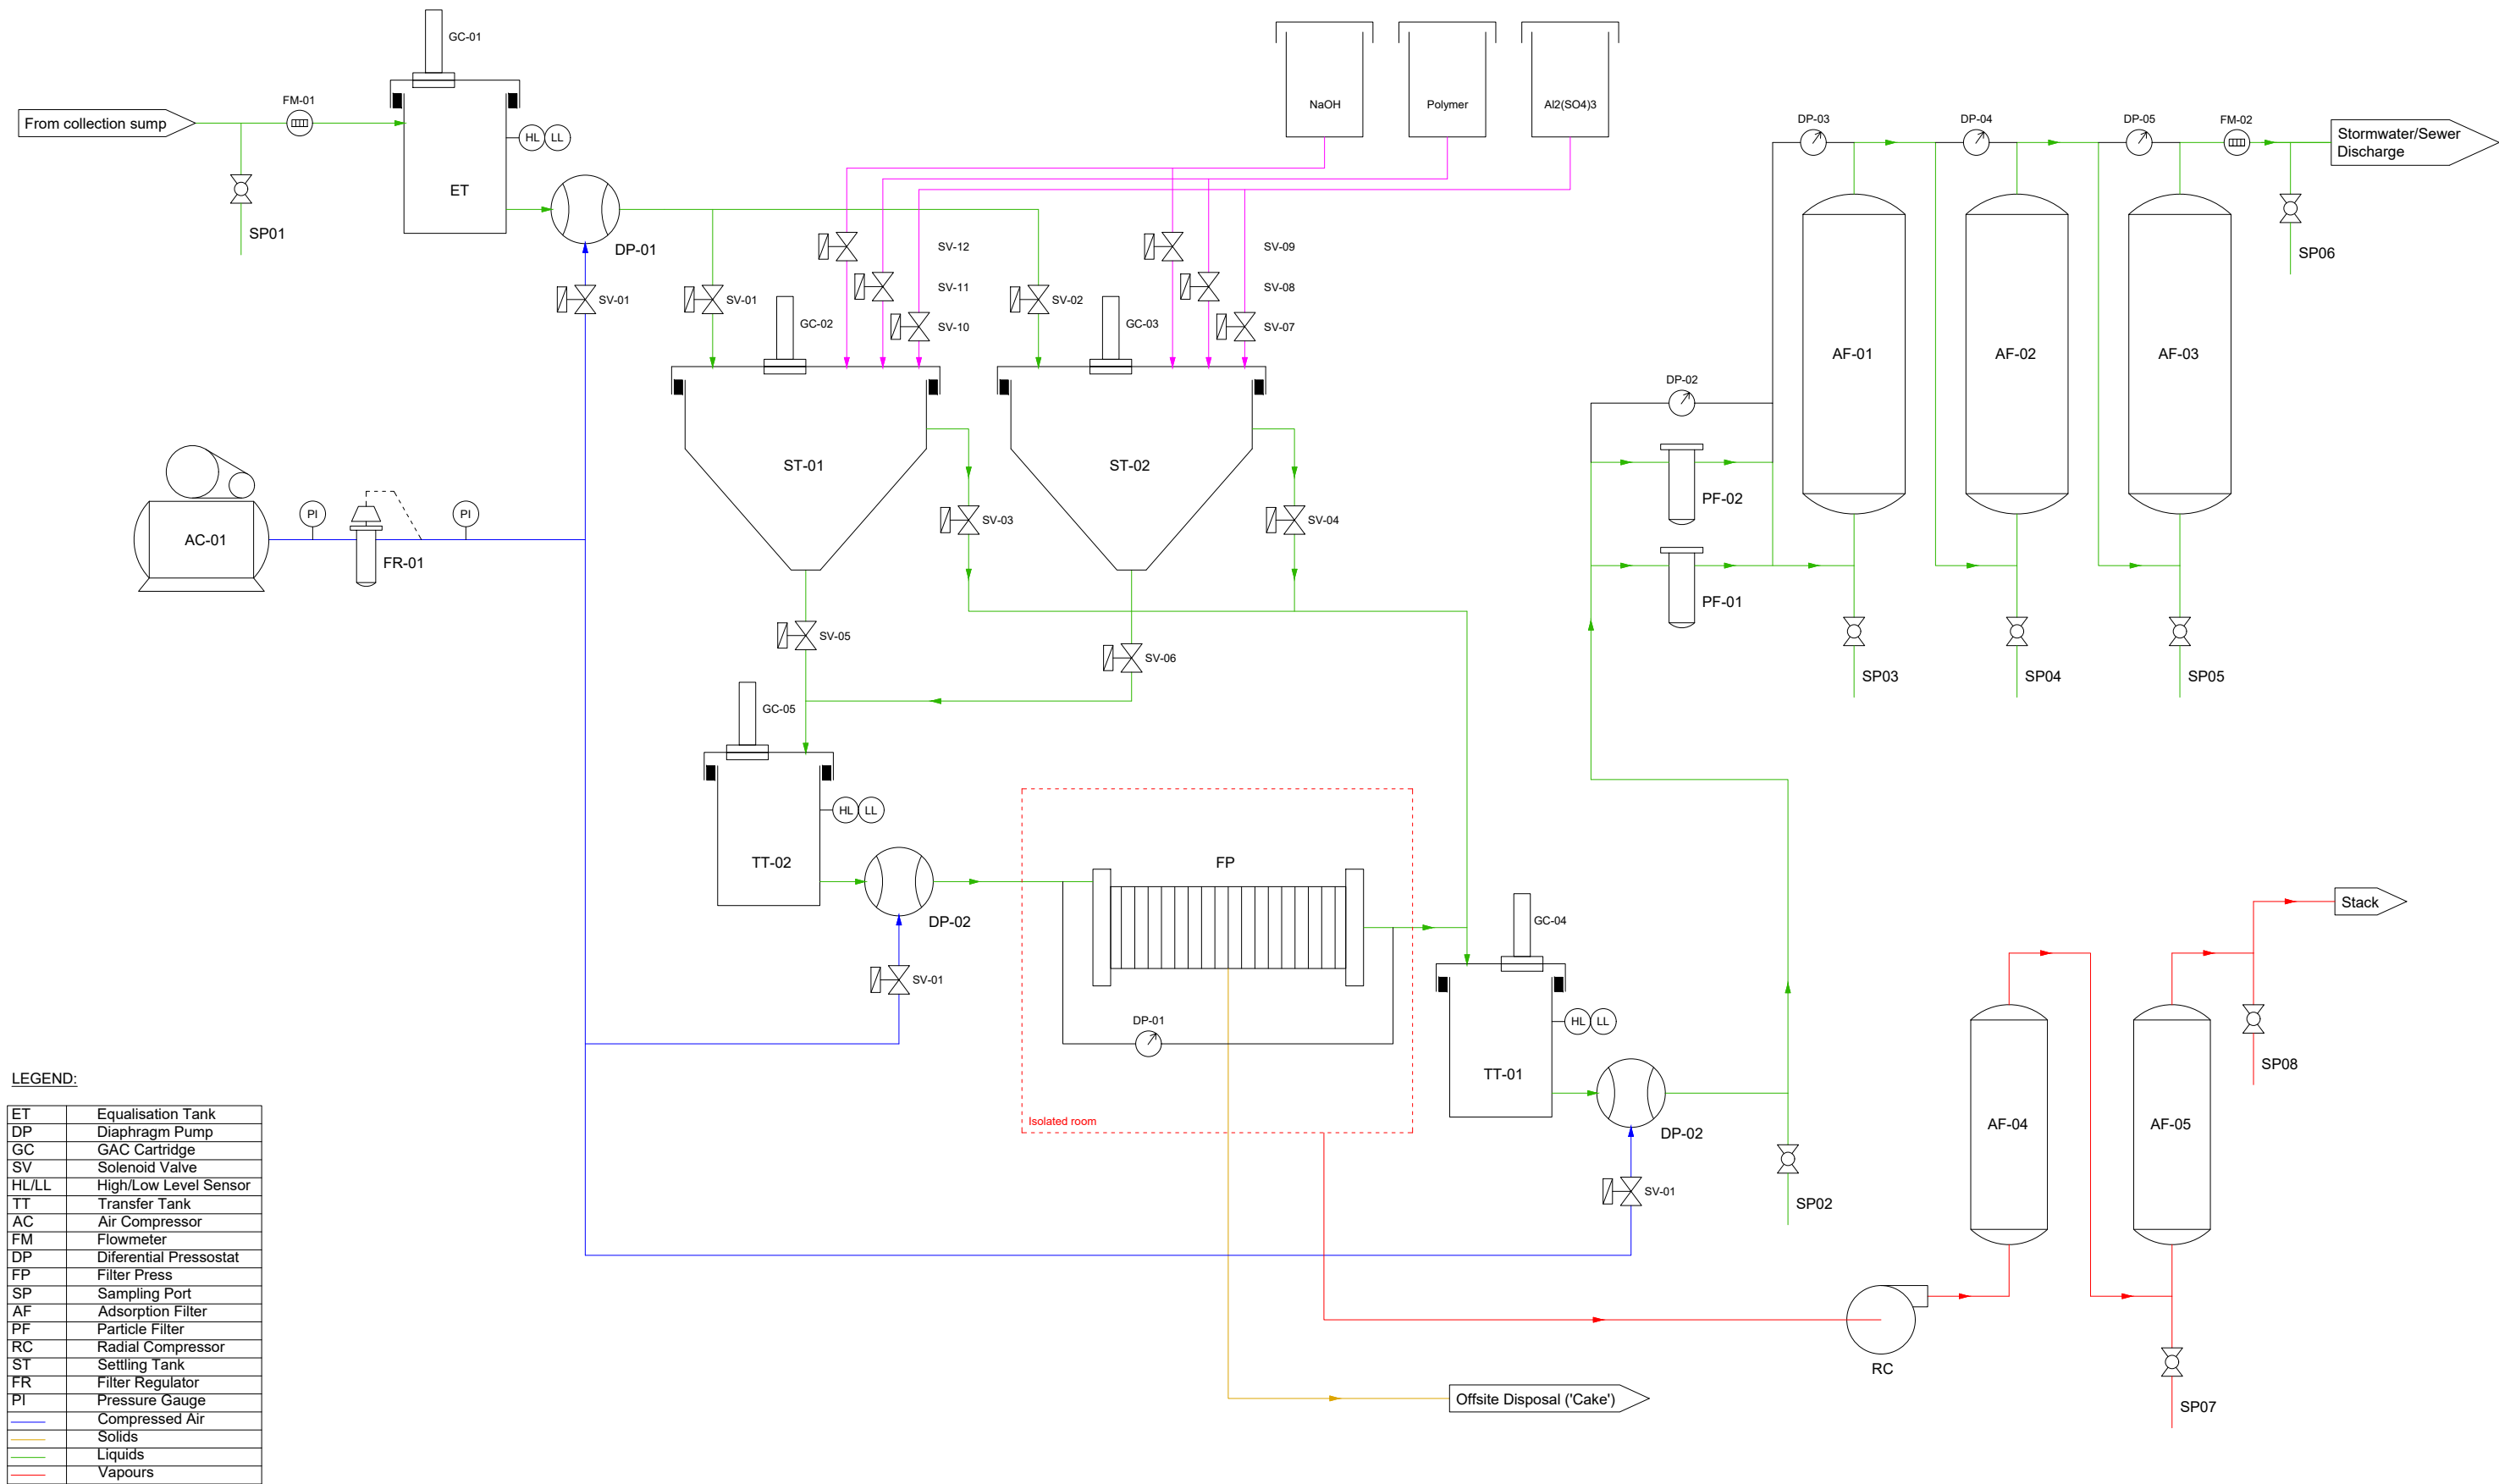 GC-01
NaOH
Polymer
Al2(SO4)3
FM-01
From collection sump
HL
LL
ET
SP01
DP-01
DP-03
DP-04
DP-05
FM-02
Stormwater/Sewer
Discharge
SP06
SV-12
SV-09
SV-11
SV-08
SV-01
SV-01
SV-02
GC-02
SV-10
GC-03
SV-07
AF-01
AF-02
AF-03
DP-02
ST-01
ST-02
PF-02
PI
PI
SV-03
SV-04
AC-01
FR-01
PF-01
SV-05
SV-06
SP03
SP04
SP05
GC-05
HL
LL
TT-02
FP
DP-02
GC-04
Stack
SV-01
DP-01
HL
LL
TT-01
Isolated room
DP-02
SP08
AF-04
AF-05
SV-01
SP02
RC
Offsite Disposal ('Cake')
SP07
LEGEND:
ET Equalisation Tank
DP Diaphragm Pump
GC GAC Cartridge
SV Solenoid Valve
HL/LL High/Low Level Sensor
TT Transfer Tank
AC Air Compressor
FM Flowmeter
DP Diferential Pressostat
FP Filter Press
SP Sampling Port
AF Adsorption Filter
PF Particle Filter
RC Radial Compressor
ST Settling Tank
FR Filter Regulator
PI Pressure Gauge
Compressed Air
Solids
Liquids
Vapours